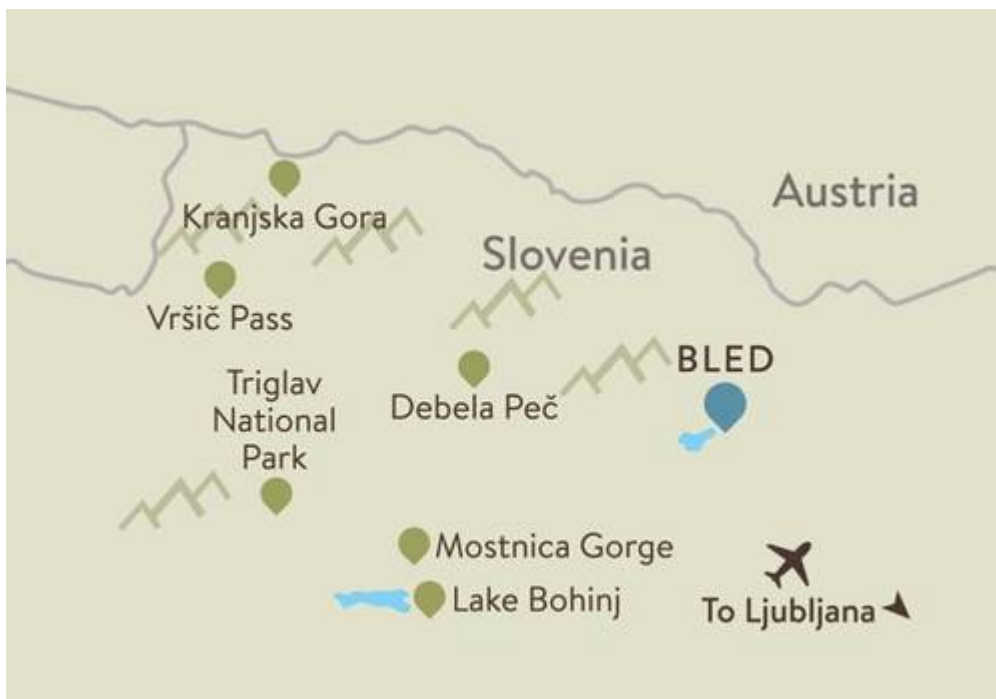 Austria
Kranjska Gora
Slovenia
Vršič Pass
BLED
Triglav
National
Park
Debela Peč
Mostnica Gorge
Lake Bohinj
To Ljubljana